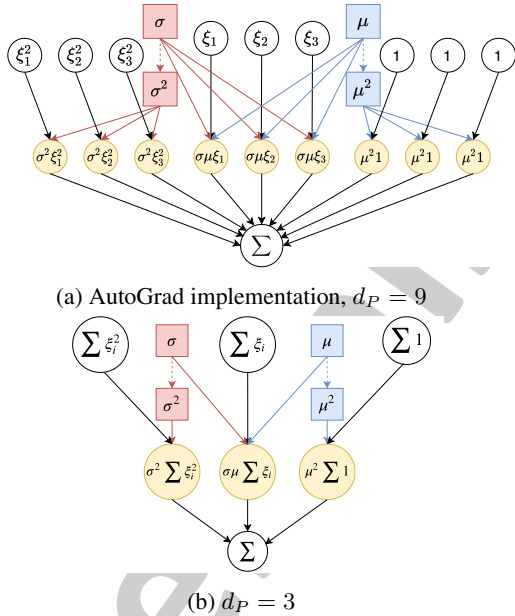 σ μ
ξ₁² ξ₂² ξ₃² ξ₁ ξ₂ ξ₃ 1 1 1
σ² μ²
σ²ξ₁² σ²ξ₂² σ²ξ₃² σμξ₁ σμξ₂ σμξ₃ μ²1 μ²1 μ²1
∑
(a) AutoGrad implementation, d_P = 9
∑ ξᵢ² σ ∑ ξᵢ μ ∑ 1
σ² μ²
σ² ∑ ξᵢ² σμ ∑ ξᵢ μ² ∑ 1
∑
(b) d_P = 3